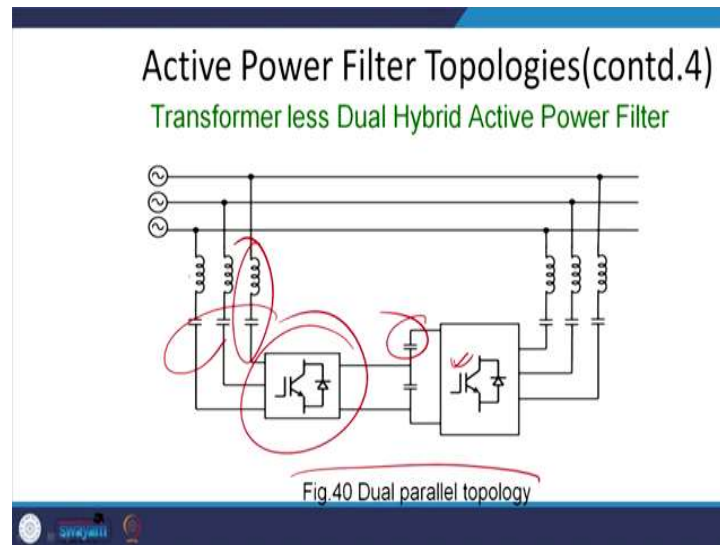 Active Power Filter Topologies(contd.4)
Transformer less Dual Hybrid Active Power Filter
Fig.40 Dual parallel topology
swayam